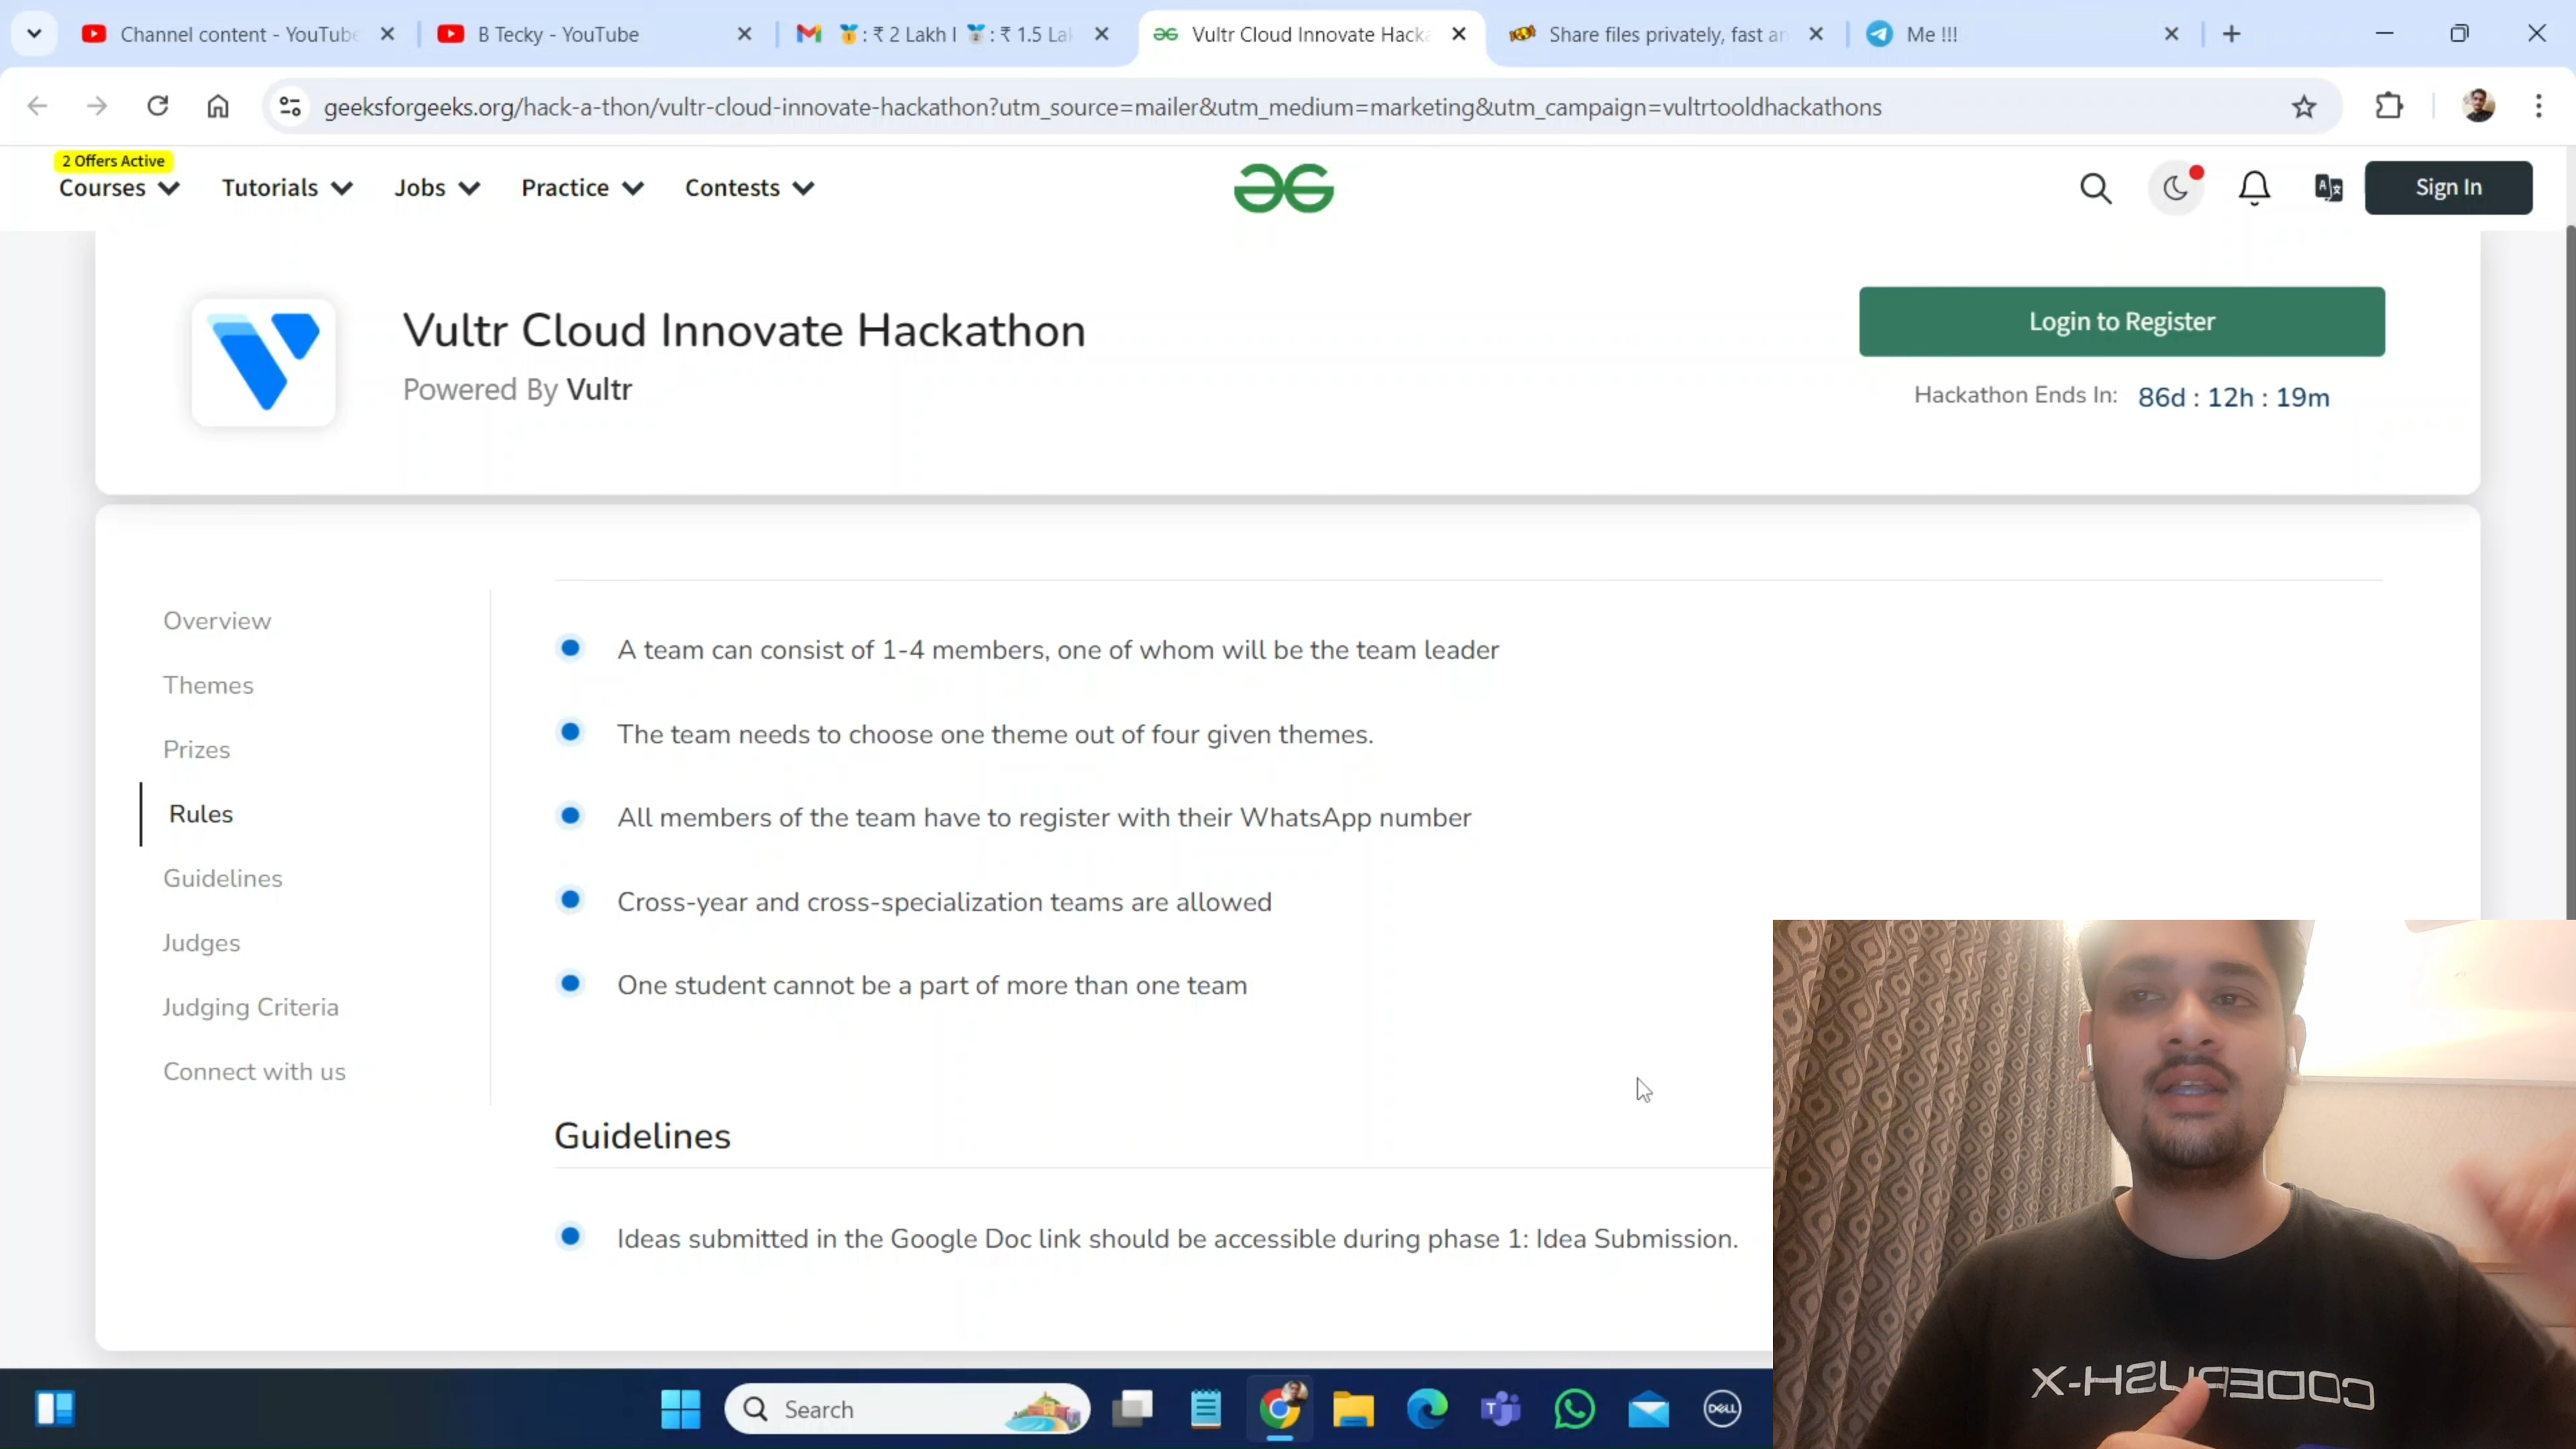 Channel content - YouTube
B Tecky - YouTube
🥇: ₹ 2 Lakh I 🥈: ₹ 1.5 La
Vultr Cloud Innovate Hack
Share files privately, fast an
Me !!!
geeksforgeeks.org/hack-a-thon/vultr-cloud-innovate-hackathon?utm_source=mailer&utm_medium=marketing&utm_campaign=vultrtooldhackathons
2 Offers Active
Courses
Tutorials
Jobs
Practice
Contests
Sign In
Vultr Cloud Innovate Hackathon
Powered By Vultr
Login to Register
Hackathon Ends In: 86d : 12h : 19m
Overview
Themes
Prizes
Rules
Guidelines
Judges
Judging Criteria
Connect with us
A team can consist of 1-4 members, one of whom will be the team leader
The team needs to choose one theme out of four given themes.
All members of the team have to register with their WhatsApp number
Cross-year and cross-specialization teams are allowed
One student cannot be a part of more than one team
Guidelines
Ideas submitted in the Google Doc link should be accessible during phase 1: Idea Submission.
CODEPUSH-X
Search
DELL